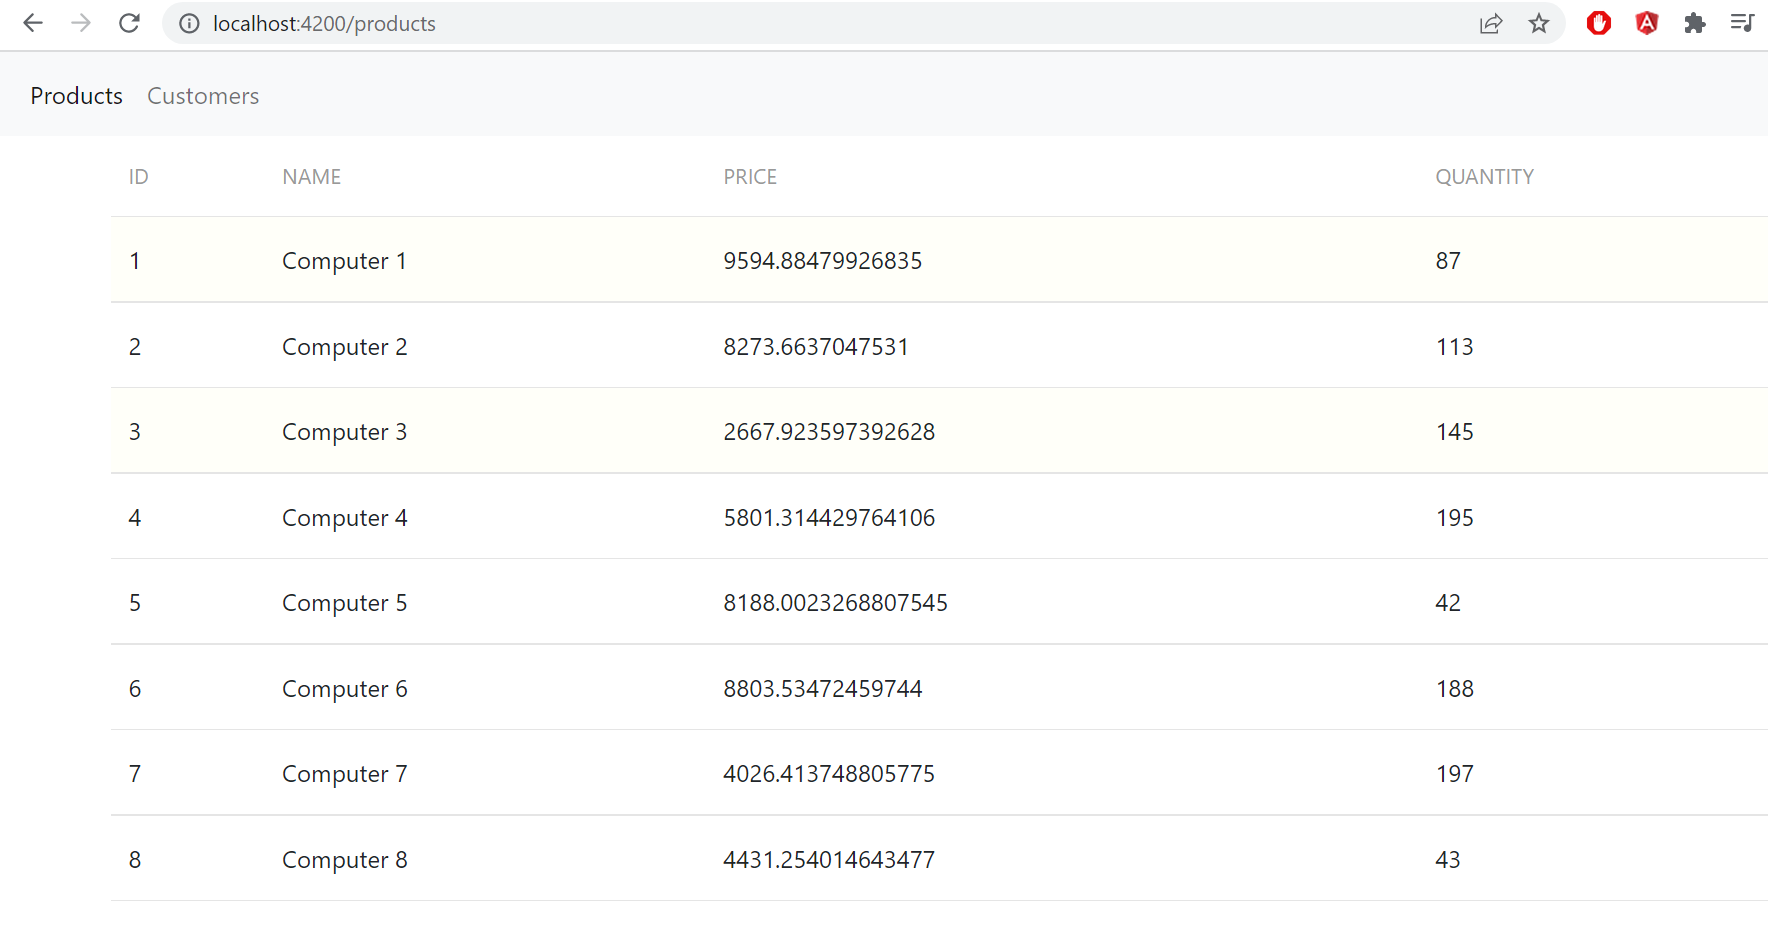 localhost:4200/products
Products Customers
ID NAME PRICE QUANTITY
1 Computer 1 9594.88479926835 87
2 Computer 2 8273.6637047531 113
3 Computer 3 2667.923597392628 145
4 Computer 4 5801.314429764106 195
5 Computer 5 8188.0023268807545 42
6 Computer 6 8803.53472459744 188
7 Computer 7 4026.413748805775 197
8 Computer 8 4431.254014643477 43